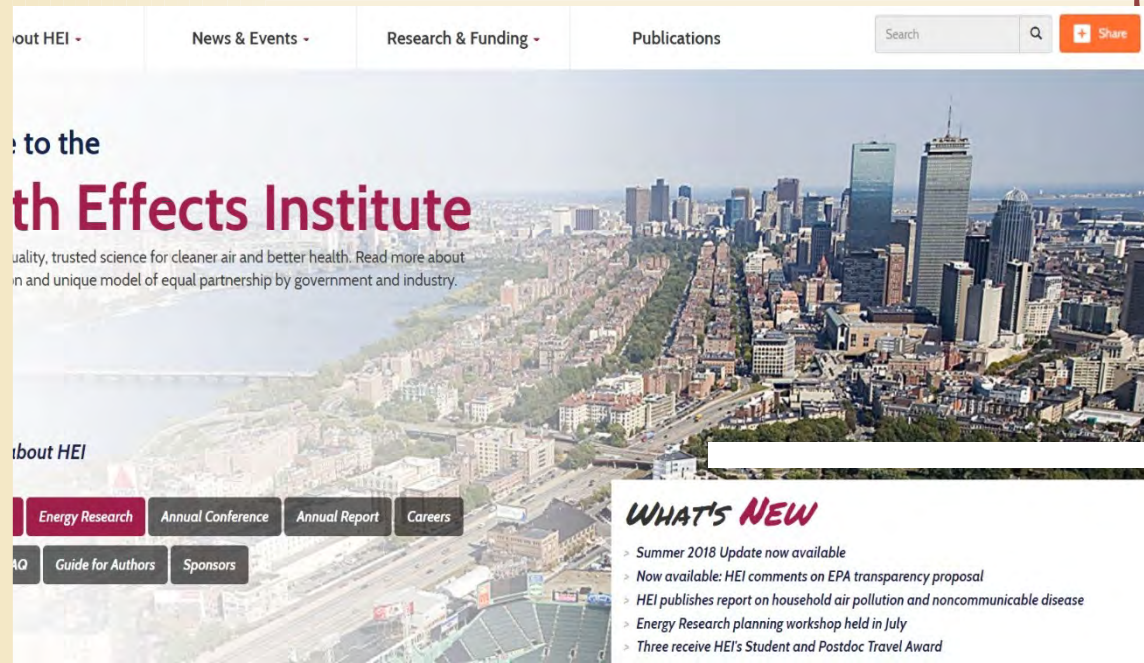 out HEI
News & Events
Research & Funding
Publications
Search
Share
to the
th Effects Institute
uality, trusted science for cleaner air and better health. Read more about
n and unique model of equal partnership by government and industry.
about HEI
Energy Research
Annual Conference
Annual Report
Careers
AQ
Guide for Authors
Sponsors
WHAT'S NEW
> Summer 2018 Update now available
> Now available: HEI comments on EPA transparency proposal
> HEI publishes report on household air pollution and noncommunicable disease
> Energy Research planning workshop held in July
> Three receive HEI's Student and Postdoc Travel Award